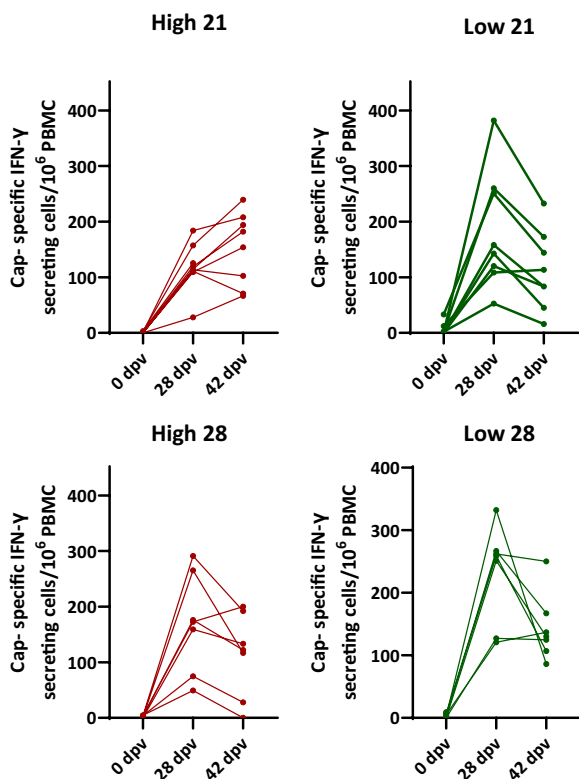 High 21
Low 21
Cap- specific IFN-γ
secreting cells/10⁶ PBMC
400
300
200
100
0
0 dpv
28 dpv
42 dpv
Cap- specific IFN-γ
secreting cells/10⁶ PBMC
400
300
200
100
0
0 dpv
28 dpv
42 dpv
High 28
Low 28
Cap- specific IFN-γ
secreting cells/10⁶ PBMC
400
300
200
100
0
0 dpv
28 dpv
42 dpv
Cap- specific IFN-γ
secreting cells/10⁶ PBMC
400
300
200
100
0
0 dpv
28 dpv
42 dpv